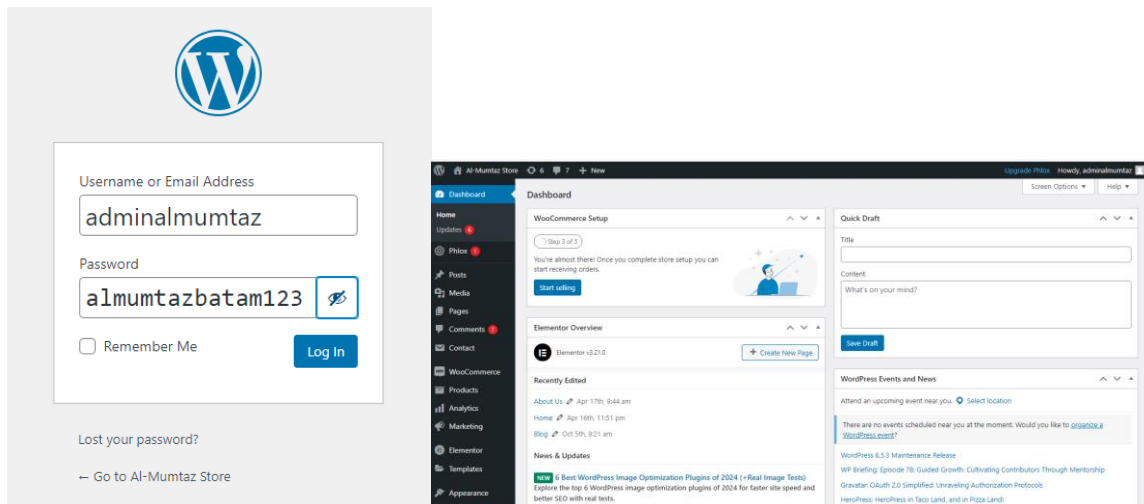 Username or Email Address
adminalmumtaz
Password
almumtazbatam123
Remember Me
Log In
Lost your password?
← Go to Al-Mumtaz Store
Al-Mumtaz Store 6 7 + New
Upgrade Phlox Howdy, adminalmumtaz
Screen Options Help
Dashboard
Home
Updates 6
Phlox 1
Posts
Media
Pages
Comments 7
Contact
WooCommerce
Products
Analytics
Marketing
Elementor
Templates
Appearance
Dashboard
WooCommerce Setup
Step 3 of 5
You're almost there! Once you complete store setup you can
start receiving orders.
Start selling
Elementor Overview
Elementor v3.21.0
+ Create New Page
Recently Edited
About Us Apr 17th, 9:44 am
Home Apr 16th, 11:51 pm
Blog Oct 5th, 9:21 am
News & Updates
NEW 6 Best WordPress Image Optimization Plugins of 2024 (+Real Image Tests)
Explore the top 6 WordPress image optimization plugins of 2024 for faster site speed and
better SEO with real tests.
Quick Draft
Title
Content
What's on your mind?
Save Draft
WordPress Events and News
Attend an upcoming event near you. Select location
There are no events scheduled near you at the moment. Would you like to organize a
WordPress event?
WordPress 6.5.3 Maintenance Release
WP Briefing: Episode 78: Guided Growth: Cultivating Contributors Through Mentorship
Gravatar: OAuth 2.0 Simplified: Unraveling Authorization Protocols
HeroPress: HeroPress in Taco Land, and in Pizza Land!